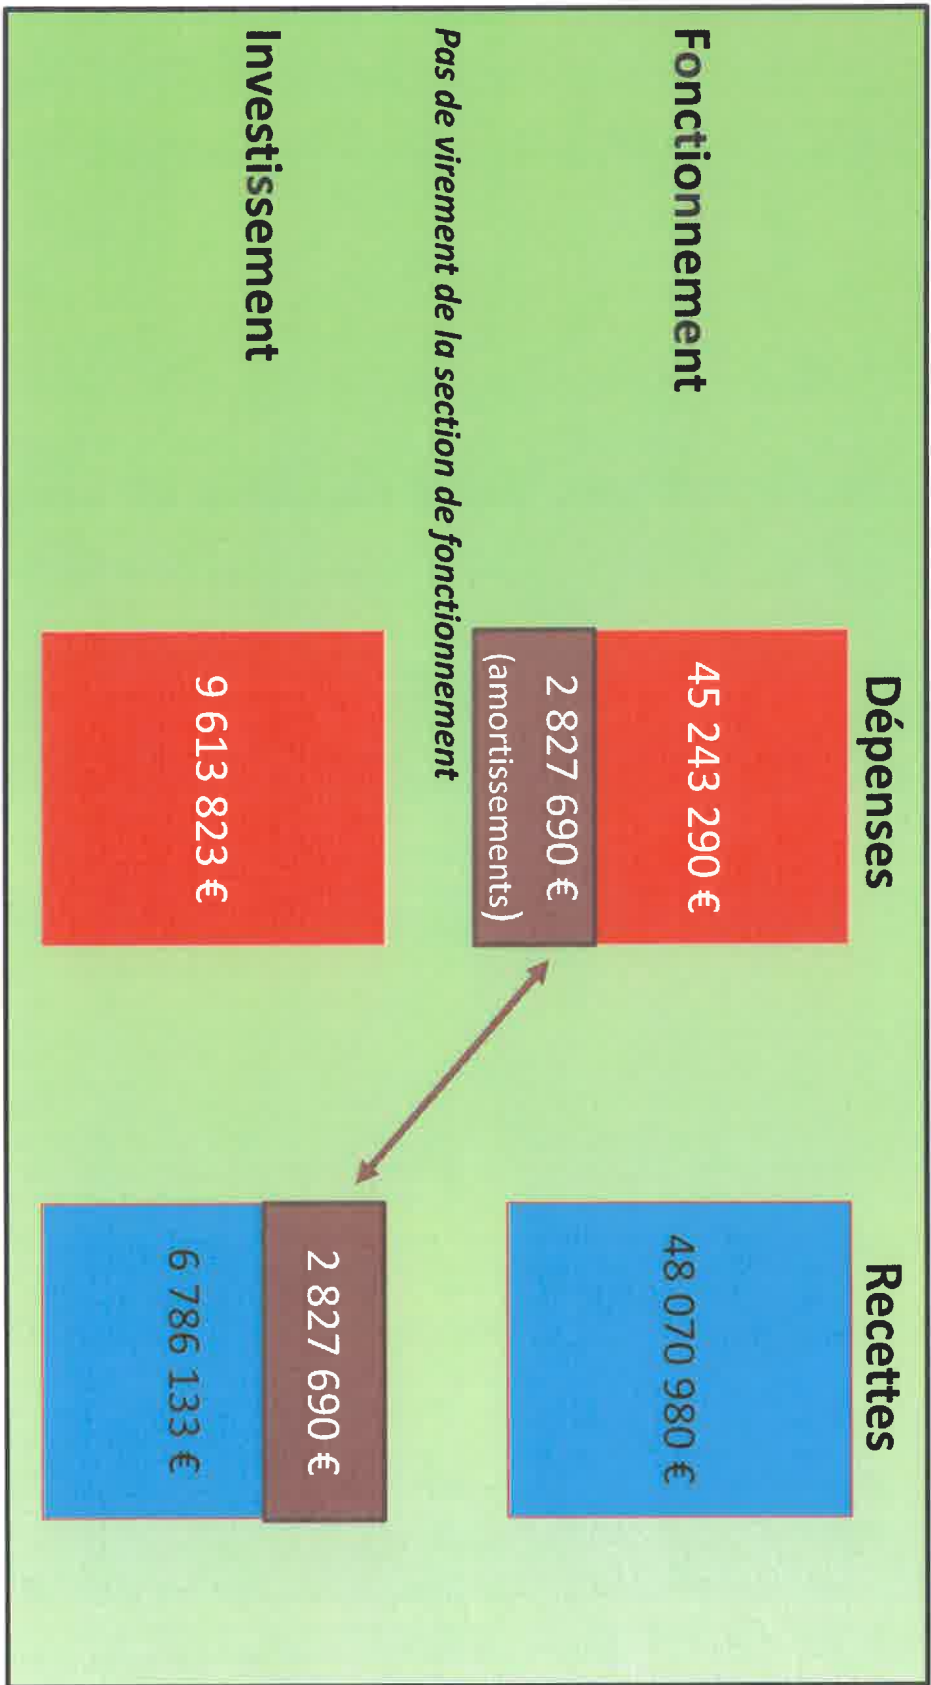 Dépenses
Recettes
Fonctionnement
45 243 290 €
48 070 980 €
2 827 690 €
(amortissements)
Pas de virement de la section de fonctionnement
Investissement
9 613 823 €
2 827 690 €
6 786 133 €